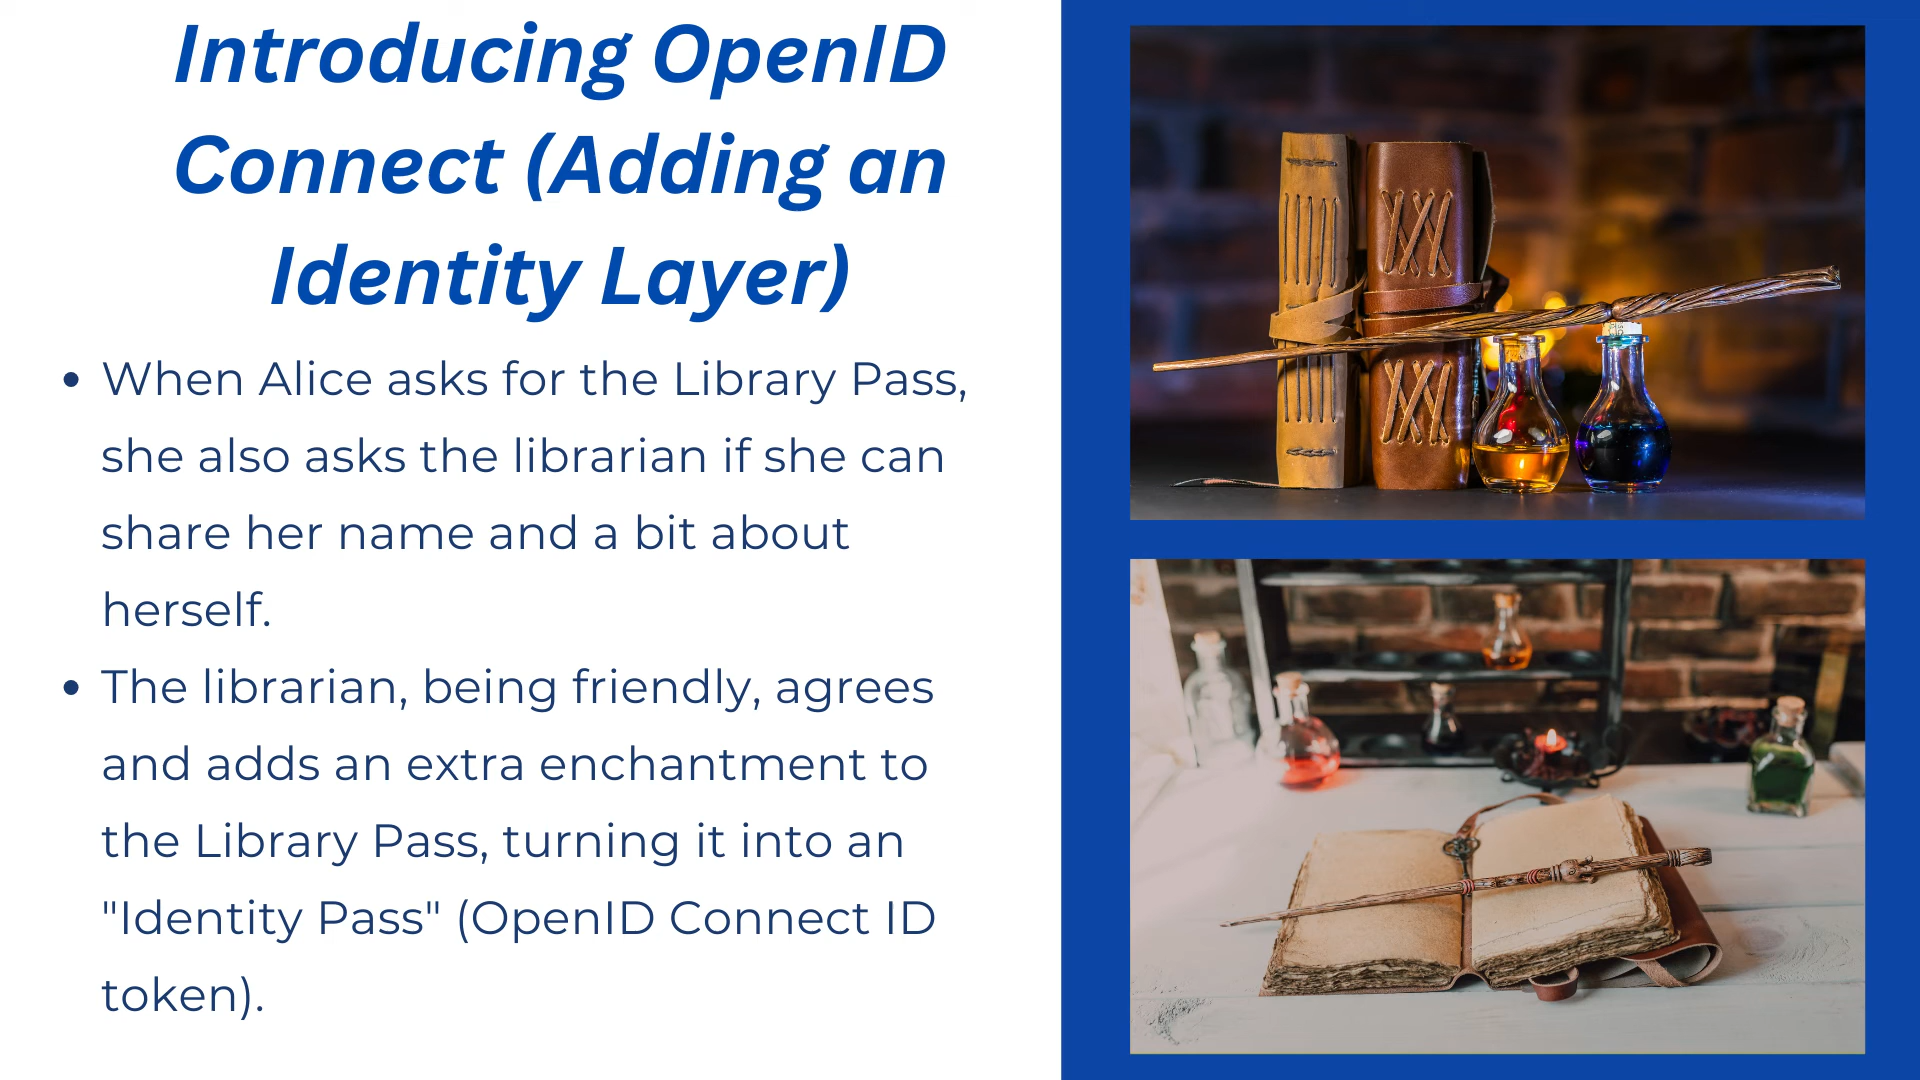 Introducing OpenID
Connect (Adding an
Identity Layer)
• When Alice asks for the Library Pass,
she also asks the librarian if she can
share her name and a bit about
herself.
• The librarian, being friendly, agrees
and adds an extra enchantment to
the Library Pass, turning it into an
"Identity Pass" (OpenID Connect ID
token).